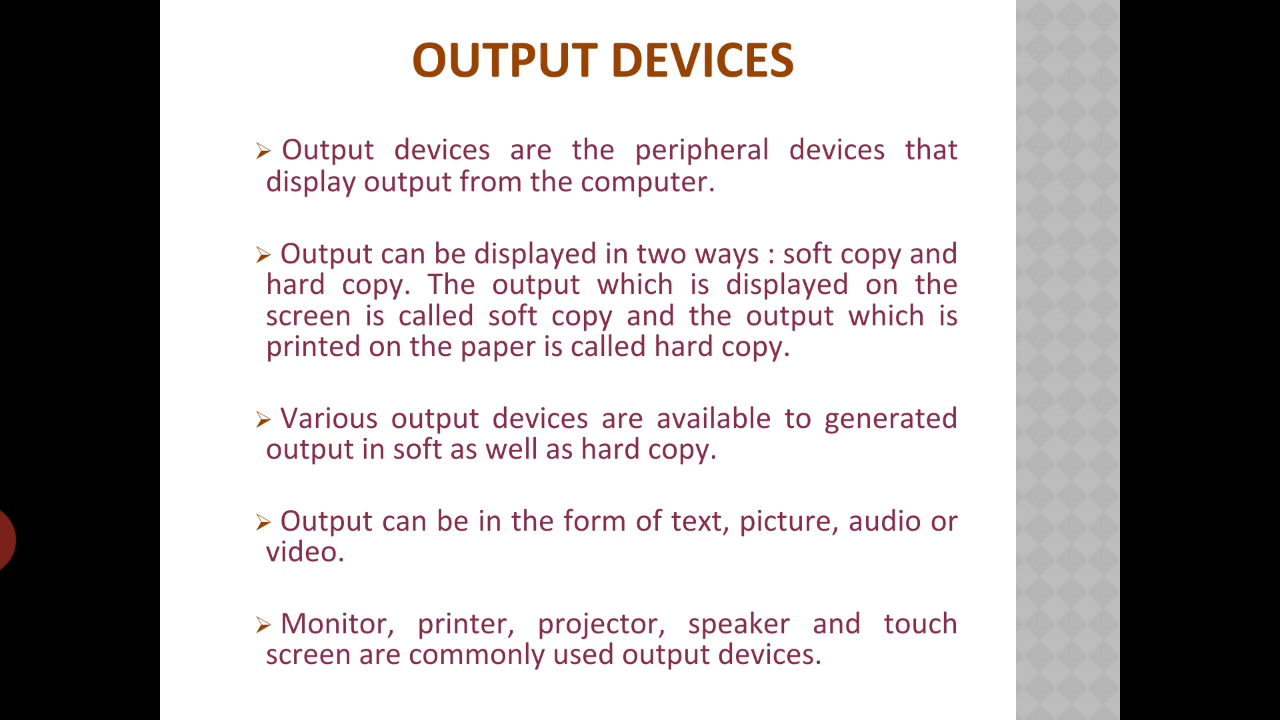 OUTPUT DEVICES
➢ Output devices are the peripheral devices that
display output from the computer.
➢ Output can be displayed in two ways : soft copy and
hard copy. The output which is displayed on the
screen is called soft copy and the output which is
printed on the paper is called hard copy.
➢ Various output devices are available to generated
output in soft as well as hard copy.
➢ Output can be in the form of text, picture, audio or
video.
➢ Monitor, printer, projector, speaker and touch
screen are commonly used output devices.